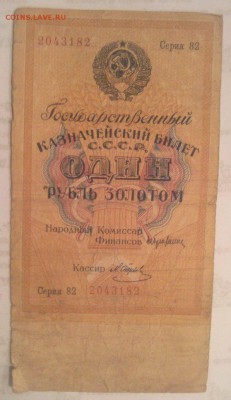 COINS.LAVE.RU
2043182 Серия 82
Государственный
КАЗНАЧЕЙСКИЙ БИЛЕТ
С.С.С.Р.
ОДИН
РУБЛЬ ЗОЛОТОМ
Народный Комиссар
Финансов
Кассир
Серия 82 2043182